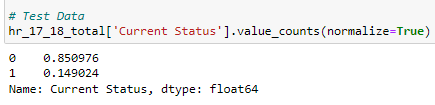 # Test Data
hr_17_18_total['Current Status'].value_counts(normalize=True)
0    0.850976
1    0.149024
Name: Current Status, dtype: float64